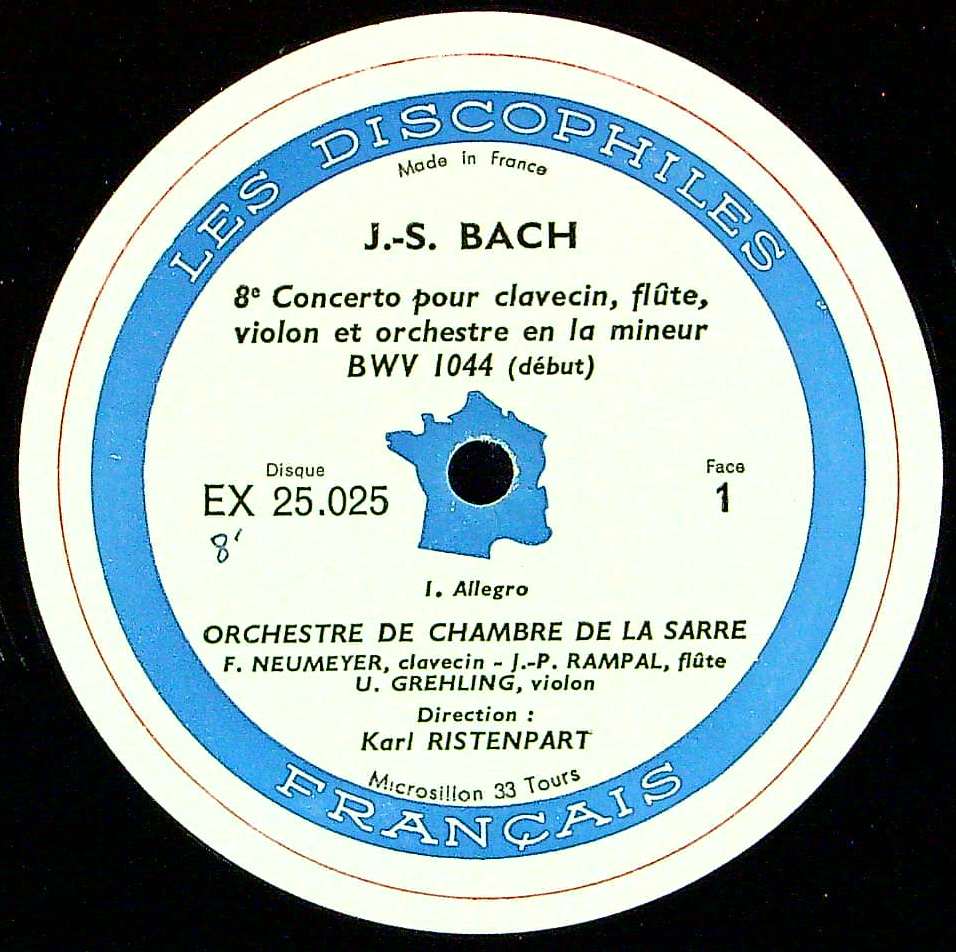 LES DISCOPHILES
Made in France
J.-S. BACH
8e Concerto pour clavecin, flûte,
violon et orchestre en la mineur
BWV 1044 (début)
Disque
EX 25.025
8'
Face
1
I. Allegro
ORCHESTRE DE CHAMBRE DE LA SARRE
F. NEUMEYER, clavecin - J.-P. RAMPAL, flûte
U. GREHLING, violon
Direction :
Karl RISTENPART
Microsillon 33 Tours
FRANÇAIS